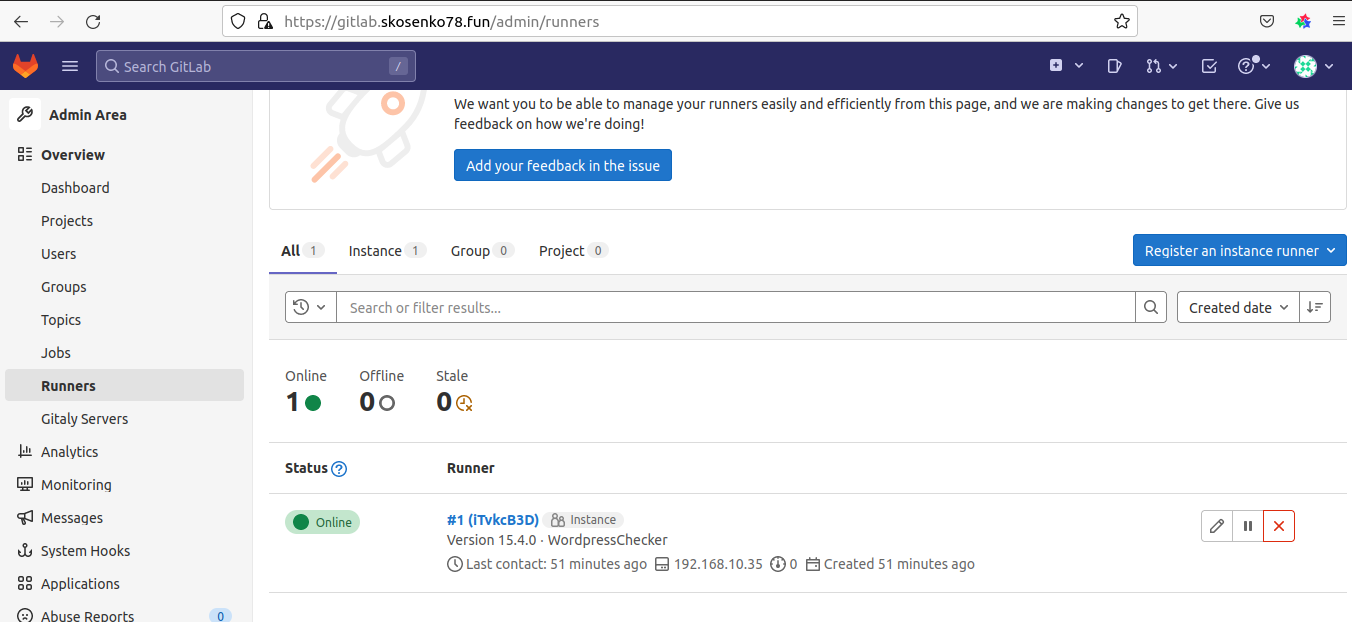 https://gitlab.skosenko78.fun/admin/runners
Search GitLab /
Admin Area
Overview
Dashboard
Projects
Users
Groups
Topics
Jobs
Runners
Gitaly Servers
Analytics
Monitoring
Messages
System Hooks
Applications
Abuse Reports 0
We want you to be able to manage your runners easily and efficiently from this page, and we are making changes to get there. Give us
feedback on how we're doing!
Add your feedback in the issue
All 1 Instance 1 Group 0 Project 0 Register an instance runner
Search or filter results... Created date
Online Offline Stale
1 0 0
Status Runner
Online #1 (iTvkcB3D) Instance
Version 15.4.0 · WordpressChecker
Last contact: 51 minutes ago 192.168.10.35 0 Created 51 minutes ago